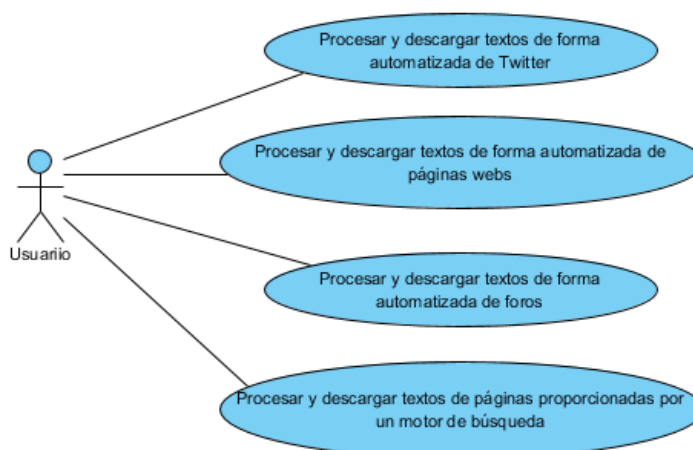 Procesar y descargar textos de forma
automatizada de Twitter
Procesar y descargar textos de forma automatizada de
páginas webs
Usuariio
Procesar y descargar textos de forma
automatizada de foros
Procesar y descargar textos de páginas proporcionadas por
un motor de búsqueda